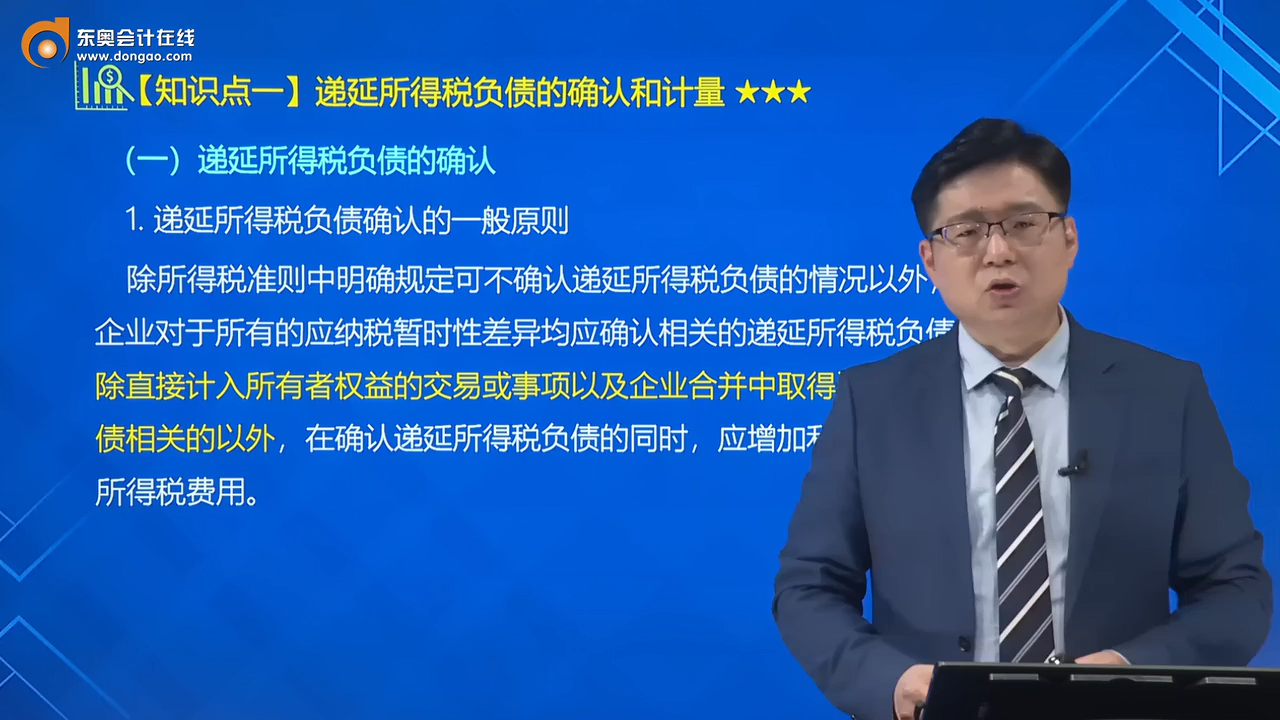 东奥会计在线
www.dongao.com
【知识点一】递延所得税负债的确认和计量 ★★★
（一）递延所得税负债的确认
1. 递延所得税负债确认的一般原则
除所得税准则中明确规定可不确认递延所得税负债的情况以外，
企业对于所有的应纳税暂时性差异均应确认相关的递延所得税负债
除直接计入所有者权益的交易或事项以及企业合并中取得
债相关的以外，在确认递延所得税负债的同时，应增加
所得税费用。